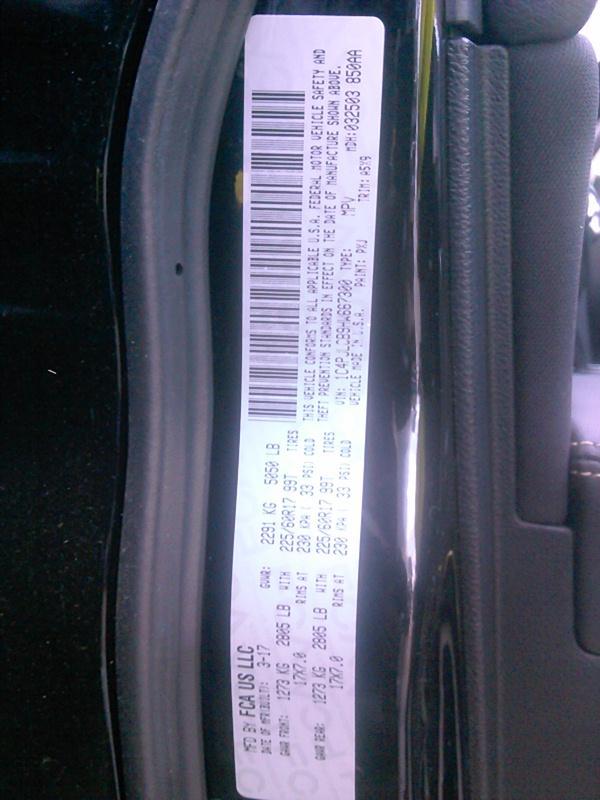 MFD BY FCA US LLC
DATE OF MFR(BUILT): 3-17
GVWR: 2291 KG 5050 LB
GAWR FRONT: 1273 KG 2805 LB WITH 225/60R17 99T TIRES
17X7.0 RIMS AT 230 KPA ( 33 PSI) COLD
GAWR REAR: 1273 KG 2805 LB WITH 225/60R17 99T TIRES
17X7.0 RIMS AT 230 KPA ( 33 PSI) COLD
THIS VEHICLE CONFORMS TO ALL APPLICABLE U.S.A. FEDERAL MOTOR VEHICLE SAFETY AND
THEFT PREVENTION STANDARDS IN EFFECT ON THE DATE OF MANUFACTURE SHOWN ABOVE.
VIN: TYPE: MPV MDH:032503 850AA
VEHICLE MADE IN U.S.A. PAINT: PXJ TRIM: A5X9